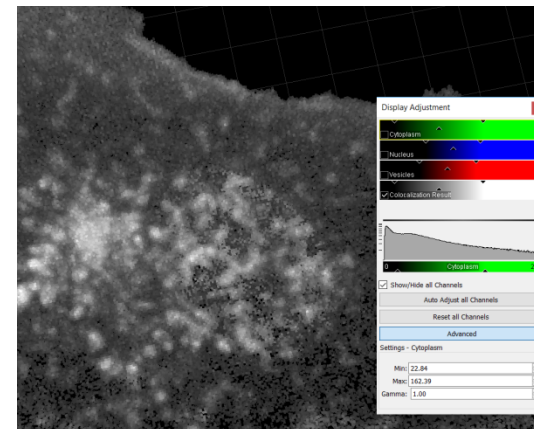 Display Adjustment
Cytoplasm
Nucleus
Vesicles
Colocalization Result
0 Cytoplasm 2
Show/Hide all Channels
Auto Adjust all Channels
Reset all Channels
Advanced
Settings - Cytoplasm
Min: 22.84
Max: 162.39
Gamma: 1.00